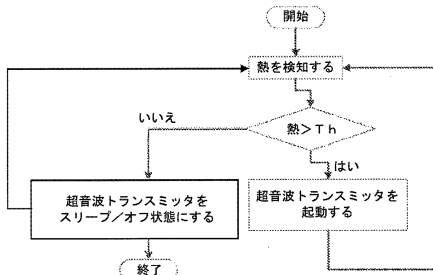 開始
熱を検知する
熱＞Ｔｈ
いいえ
はい
超音波トランスミッタを
スリープ／オフ状態にする
超音波トランスミッタを
起動する
終了